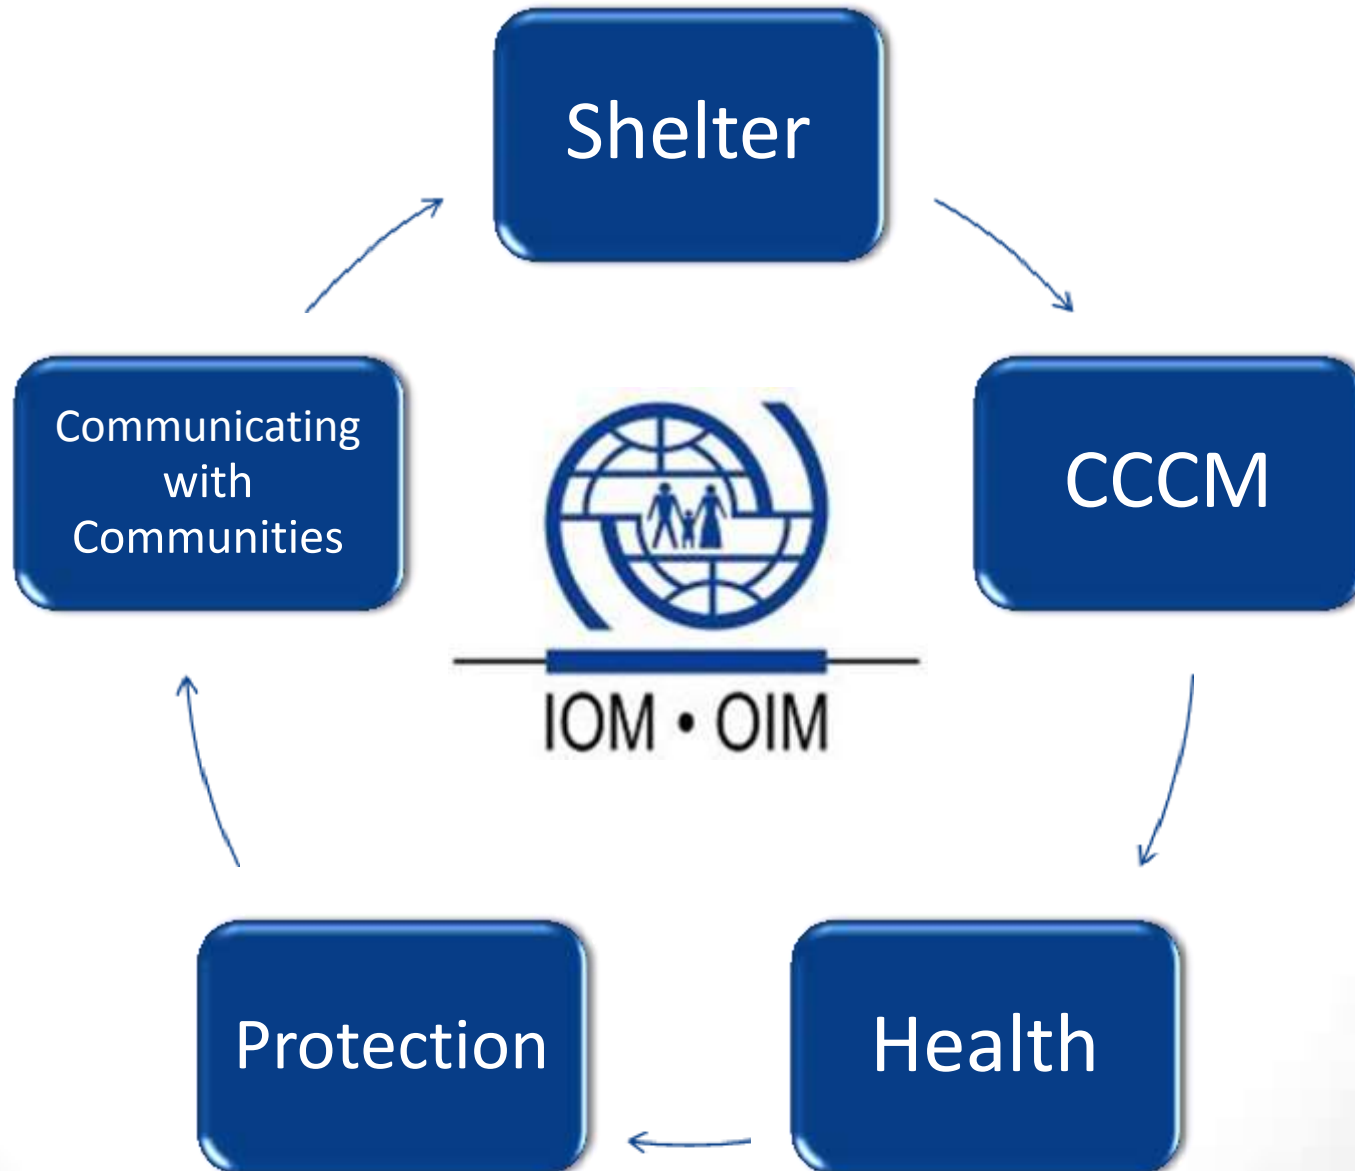 Shelter
CCCM
Health
Protection
Communicating
with
Communities
IOM • OIM